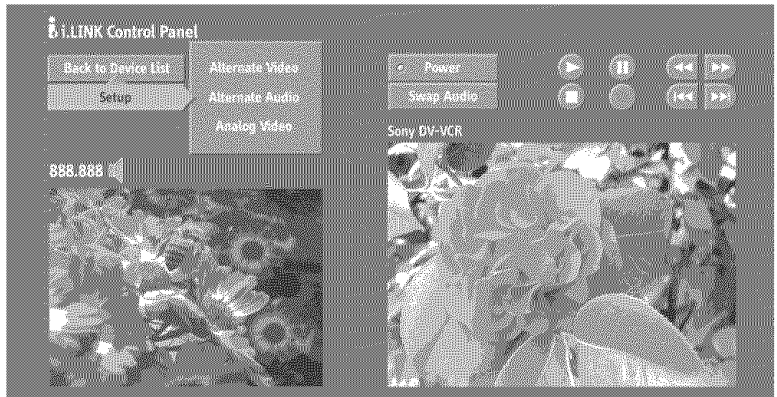 i.LINK Control Panel
Back to Device List
Setup
Alternate Video
Alternate Audio
Analog Video
Power
Swap Audio
Sony DV-VCR
888.888